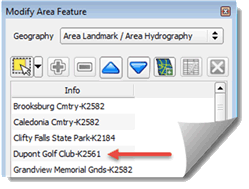 Modify Area Feature
Geography Area Landmark / Area Hydrography
Info
Brooksburg Cmtry-K2582
Caledonia Cmtry-K2582
Clifty Falls State Park-K2184
Dupont Golf Club-K2561
Grandview Memorial Gnds-K2582